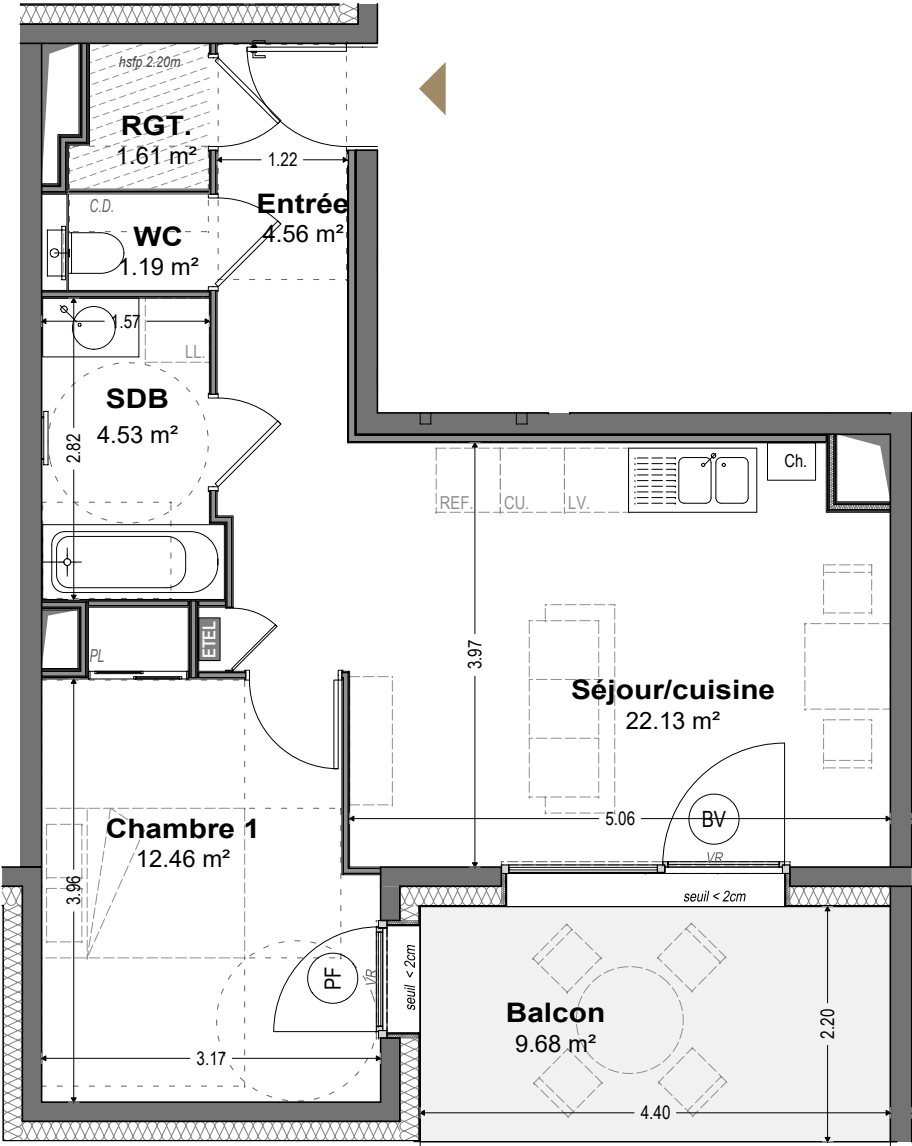 hsfp 2.20m
RGT.
1.61 m²
1.22
C.D.
Entrée
4.56 m²
WC
1.19 m²
1.57
LL.
SDB
4.53 m²
2.82
REF.
CU.
LV.
Ch.
ETEL
PL
3.97
Séjour/cuisine
22.13 m²
5.06
BV
VR
Chambre 1
12.46 m²
3.96
seuil < 2cm
PF
VR
seuil < 2cm
Balcon
9.68 m²
2.20
3.17
4.40